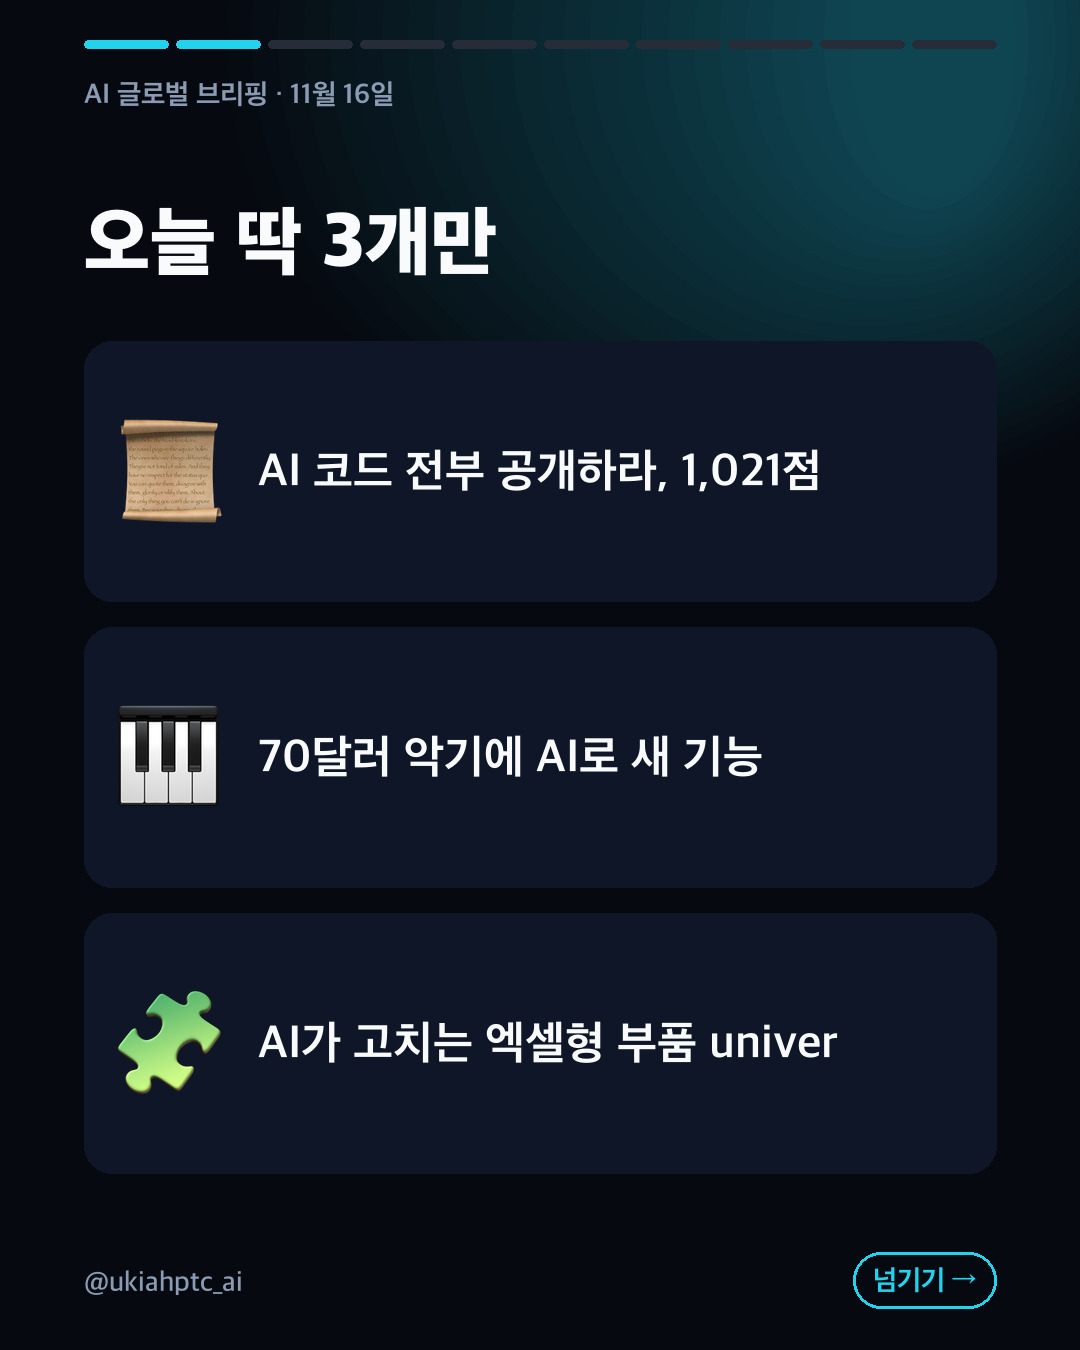 AI 글로벌 브리핑 · 11월 16일
오늘 딱 3개만
AI 코드 전부 공개하라, 1,021점
70달러 악기에 AI로 새 기능
AI가 고치는 엑셀형 부품 univer
@ukiahptc_ai
넘기기 →